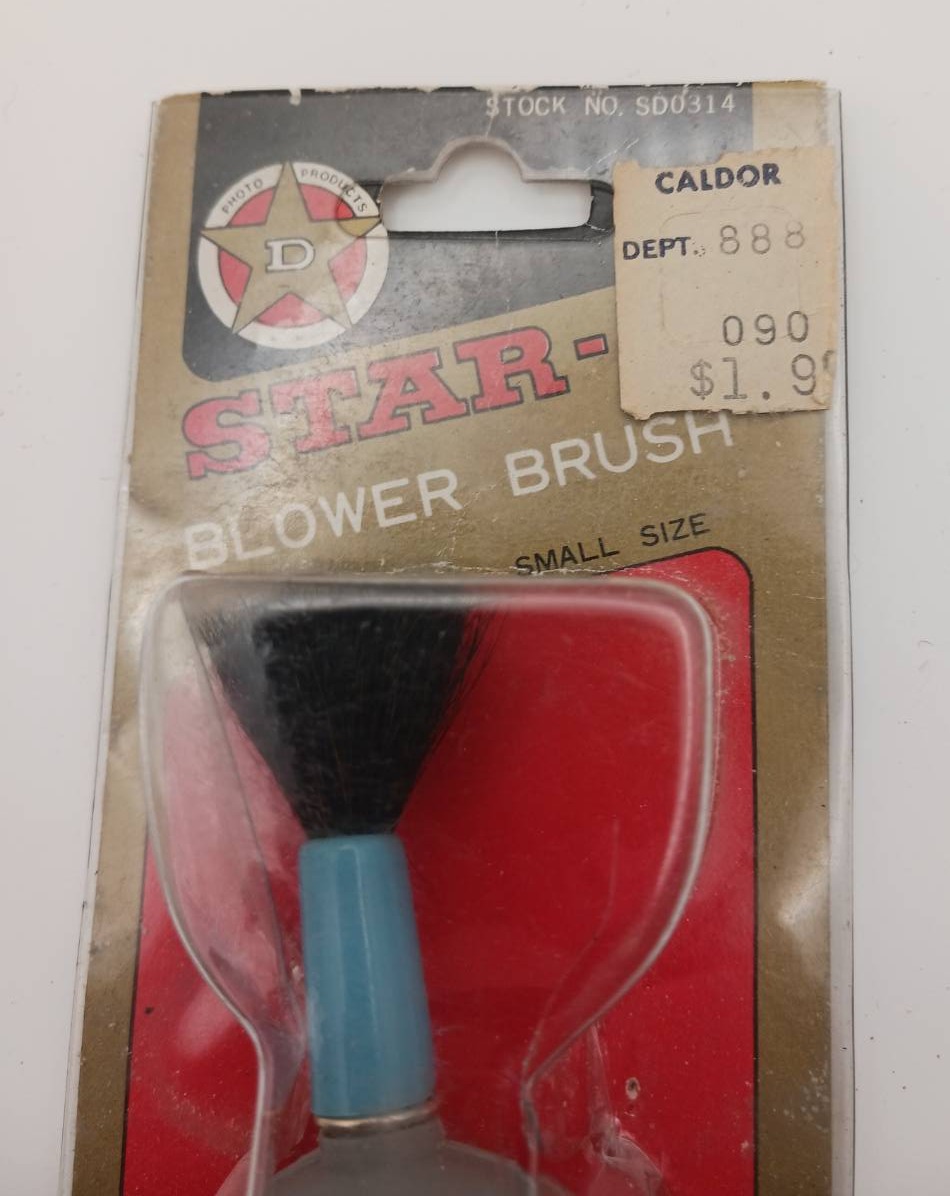 STOCK NO. SD0314
PHOTO PRODUCTS
D
CALDOR
DEPT. 888
090
$1.9
STAR-
BLOWER BRUSH
SMALL SIZE